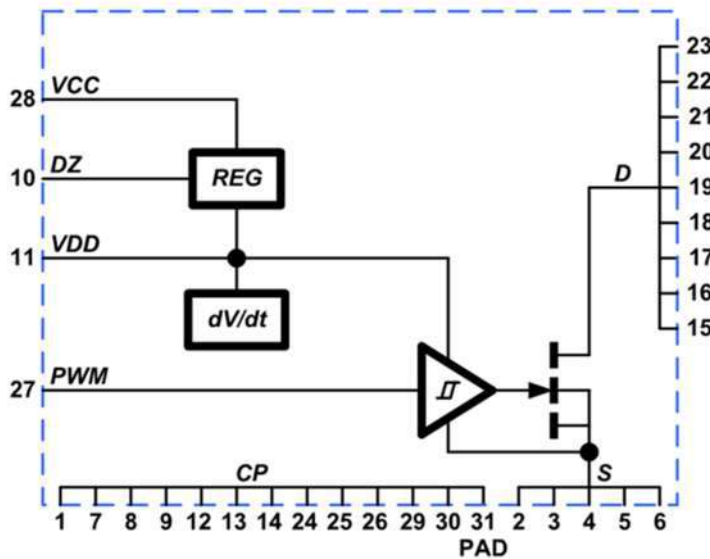 23
28 VCC 22
21
20
10 DZ REG D 19
18
11 VDD 17
16
dV/dt 15
27 PWM
CP S
1 7 8 9 12 13 14 24 25 26 29 30 31 2 3 4 5 6
PAD